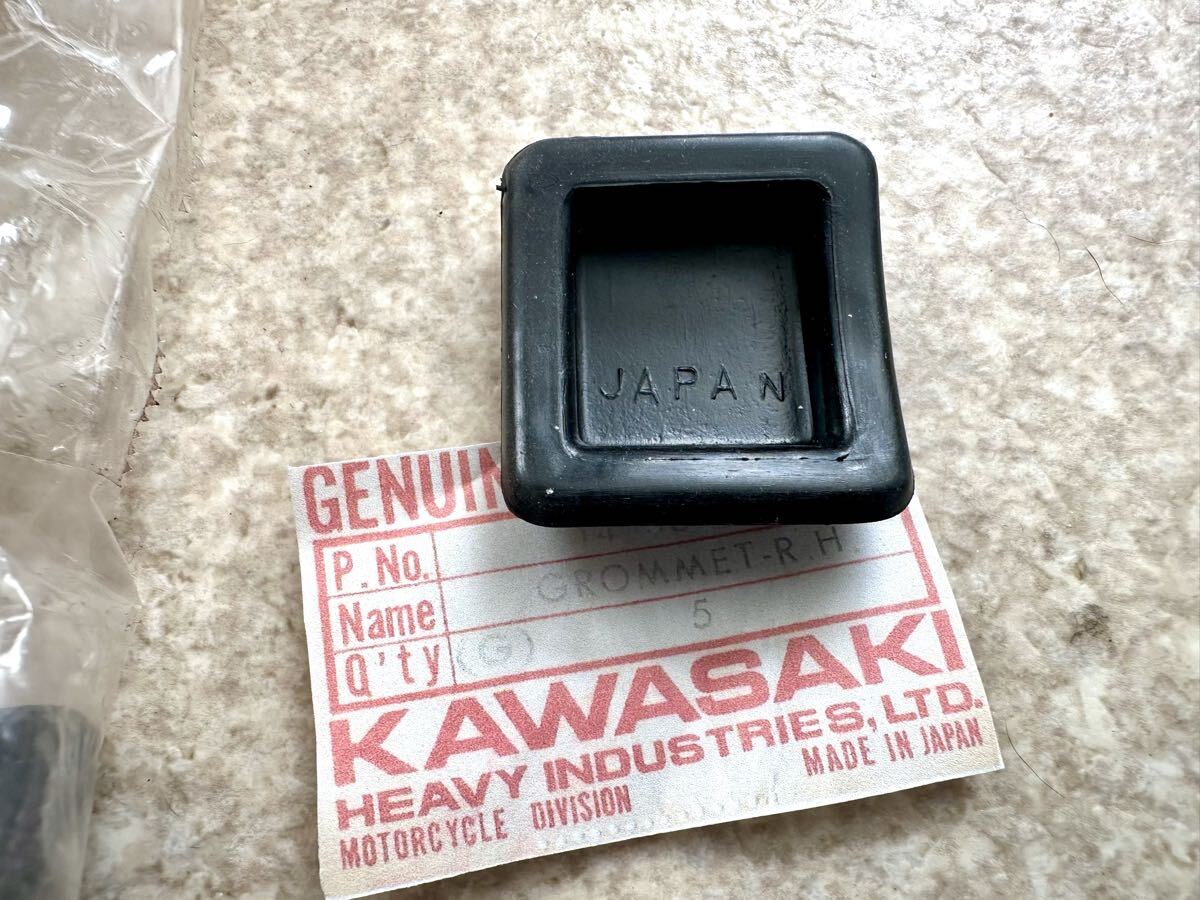 JAPAN
GENUIN
P.No.
Name GROMMET-R.H.
Q'ty (G) 5
KAWASAKI
HEAVY INDUSTRIES, LTD.
MOTORCYCLE DIVISION MADE IN JAPAN